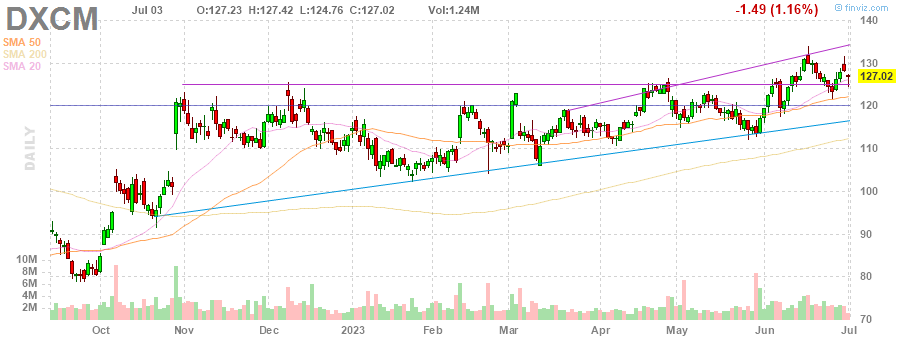 DXCM Jul 03 O:127.23 H:127.42 L:124.76 C:127.02 Vol:1.24M -1.49 (1.16%) © finviz.com
SMA 50
SMA 200
SMA 20
DAILY
140
130
127.02
120
110
100
90
80
70
10M
8M
6M
4M
2M
Oct Nov Dec 2023 Feb Mar Apr May Jun Jul